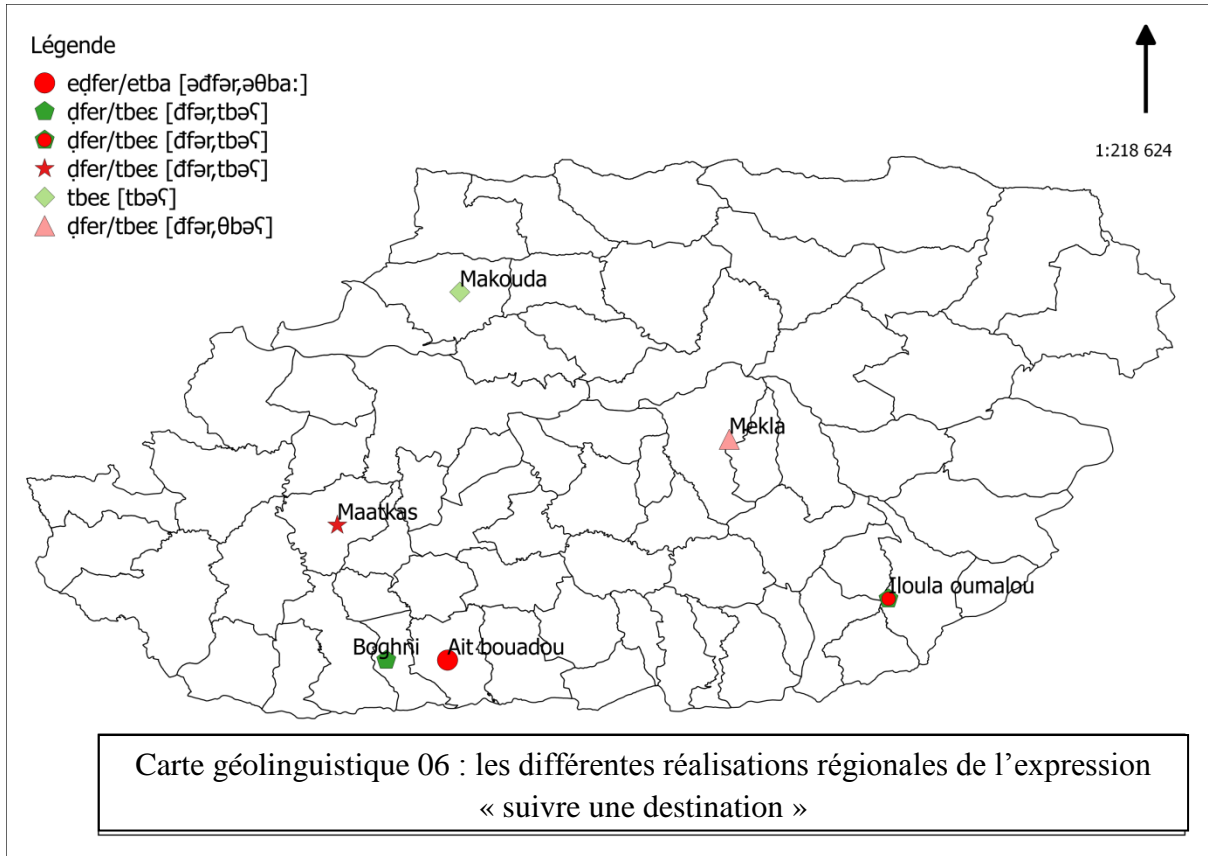 Légende
eḍfer/etba [əđfər,əθba:]
ḍfer/tbeɛ [đfər,tbəʕ]
ḍfer/tbeɛ [đfər,tbəʕ]
ḍfer/tbeɛ [đfər,tbəʕ]
tbeɛ [tbəʕ]
ḍfer/tbeɛ [đfər,θbəʕ]
1:218 624
Makouda
Mekla
Maatkas
Iloula oumalou
Boghni
Ait bouadou
Carte géolinguistique 06 : les différentes réalisations régionales de l’expression
« suivre une destination »